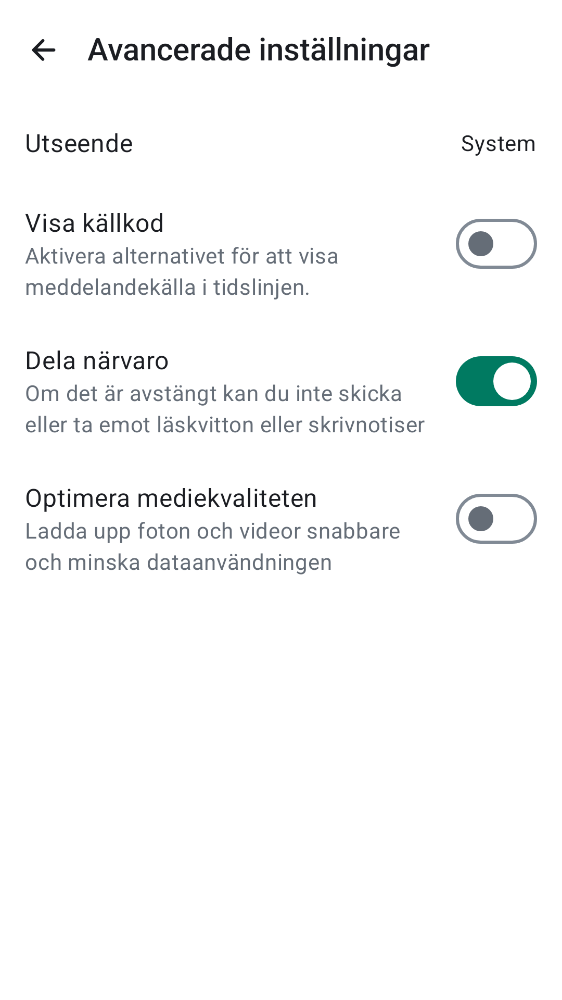 Avancerade inställningar
Utseende
System
Visa källkod
Aktivera alternativet för att visa
meddelandekälla i tidslinjen.
Dela närvaro
Om det är avstängt kan du inte skicka
eller ta emot läskvitton eller skrivnotiser
Optimera mediekvaliteten
Ladda upp foton och videor snabbare
och minska dataanvändningen